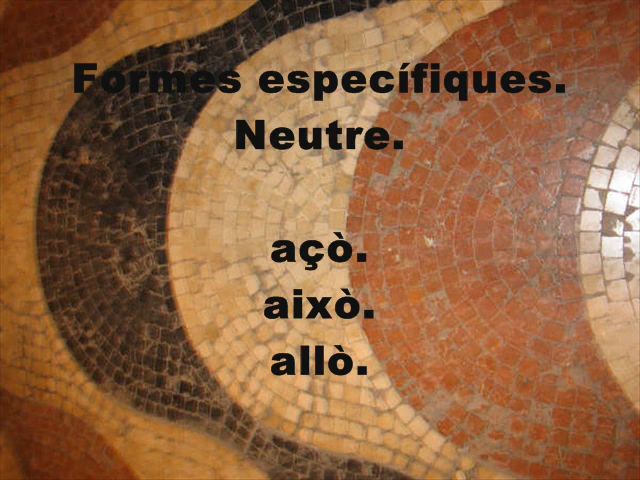 Formes específiques.
Neutre.
açò.
això.
allò.